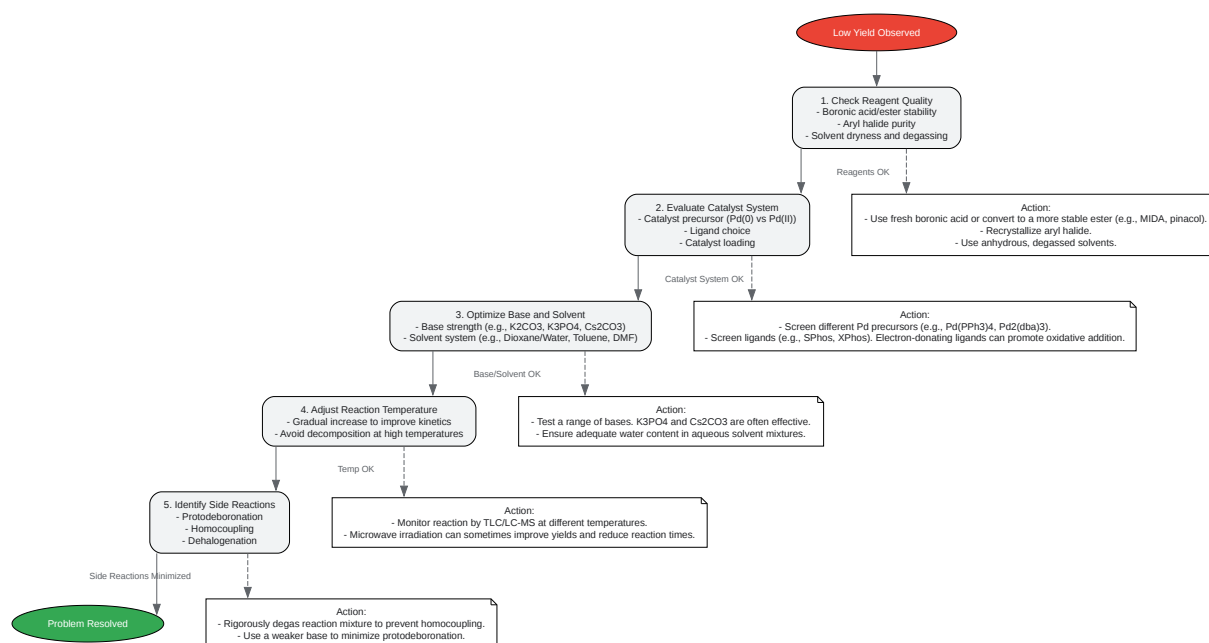 Low Yield Observed
1. Check Reagent Quality
- Boronic acid/ester stability
- Aryl halide purity
- Solvent dryness and degassing
Reagents OK
2. Evaluate Catalyst System
- Catalyst precursor (Pd(0) vs Pd(II))
- Ligand choice
- Catalyst loading
Action:
- Use fresh boronic acid or convert to a more stable ester (e.g., MIDA, pinacol).
- Recrystallize aryl halide.
- Use anhydrous, degassed solvents.
Catalyst System OK
3. Optimize Base and Solvent
- Base strength (e.g., K2CO3, K3PO4, Cs2CO3)
- Solvent system (e.g., Dioxane/Water, Toluene, DMF)
Action:
- Screen different Pd precursors (e.g., Pd(PPh3)4, Pd2(dba)3).
- Screen ligands (e.g., SPhos, XPhos). Electron-donating ligands can promote oxidative addition.
Base/Solvent OK
4. Adjust Reaction Temperature
- Gradual increase to improve kinetics
- Avoid decomposition at high temperatures
Action:
- Test a range of bases. K3PO4 and Cs2CO3 are often effective.
- Ensure adequate water content in aqueous solvent mixtures.
Temp OK
5. Identify Side Reactions
- Protodeboronation
- Homocoupling
- Dehalogenation
Action:
- Monitor reaction by TLC/LC-MS at different temperatures.
- Microwave irradiation can sometimes improve yields and reduce reaction times.
Side Reactions Minimized
Problem Resolved
Action:
- Rigorously degas reaction mixture to prevent homocoupling.
- Use a weaker base to minimize protodeboronation.